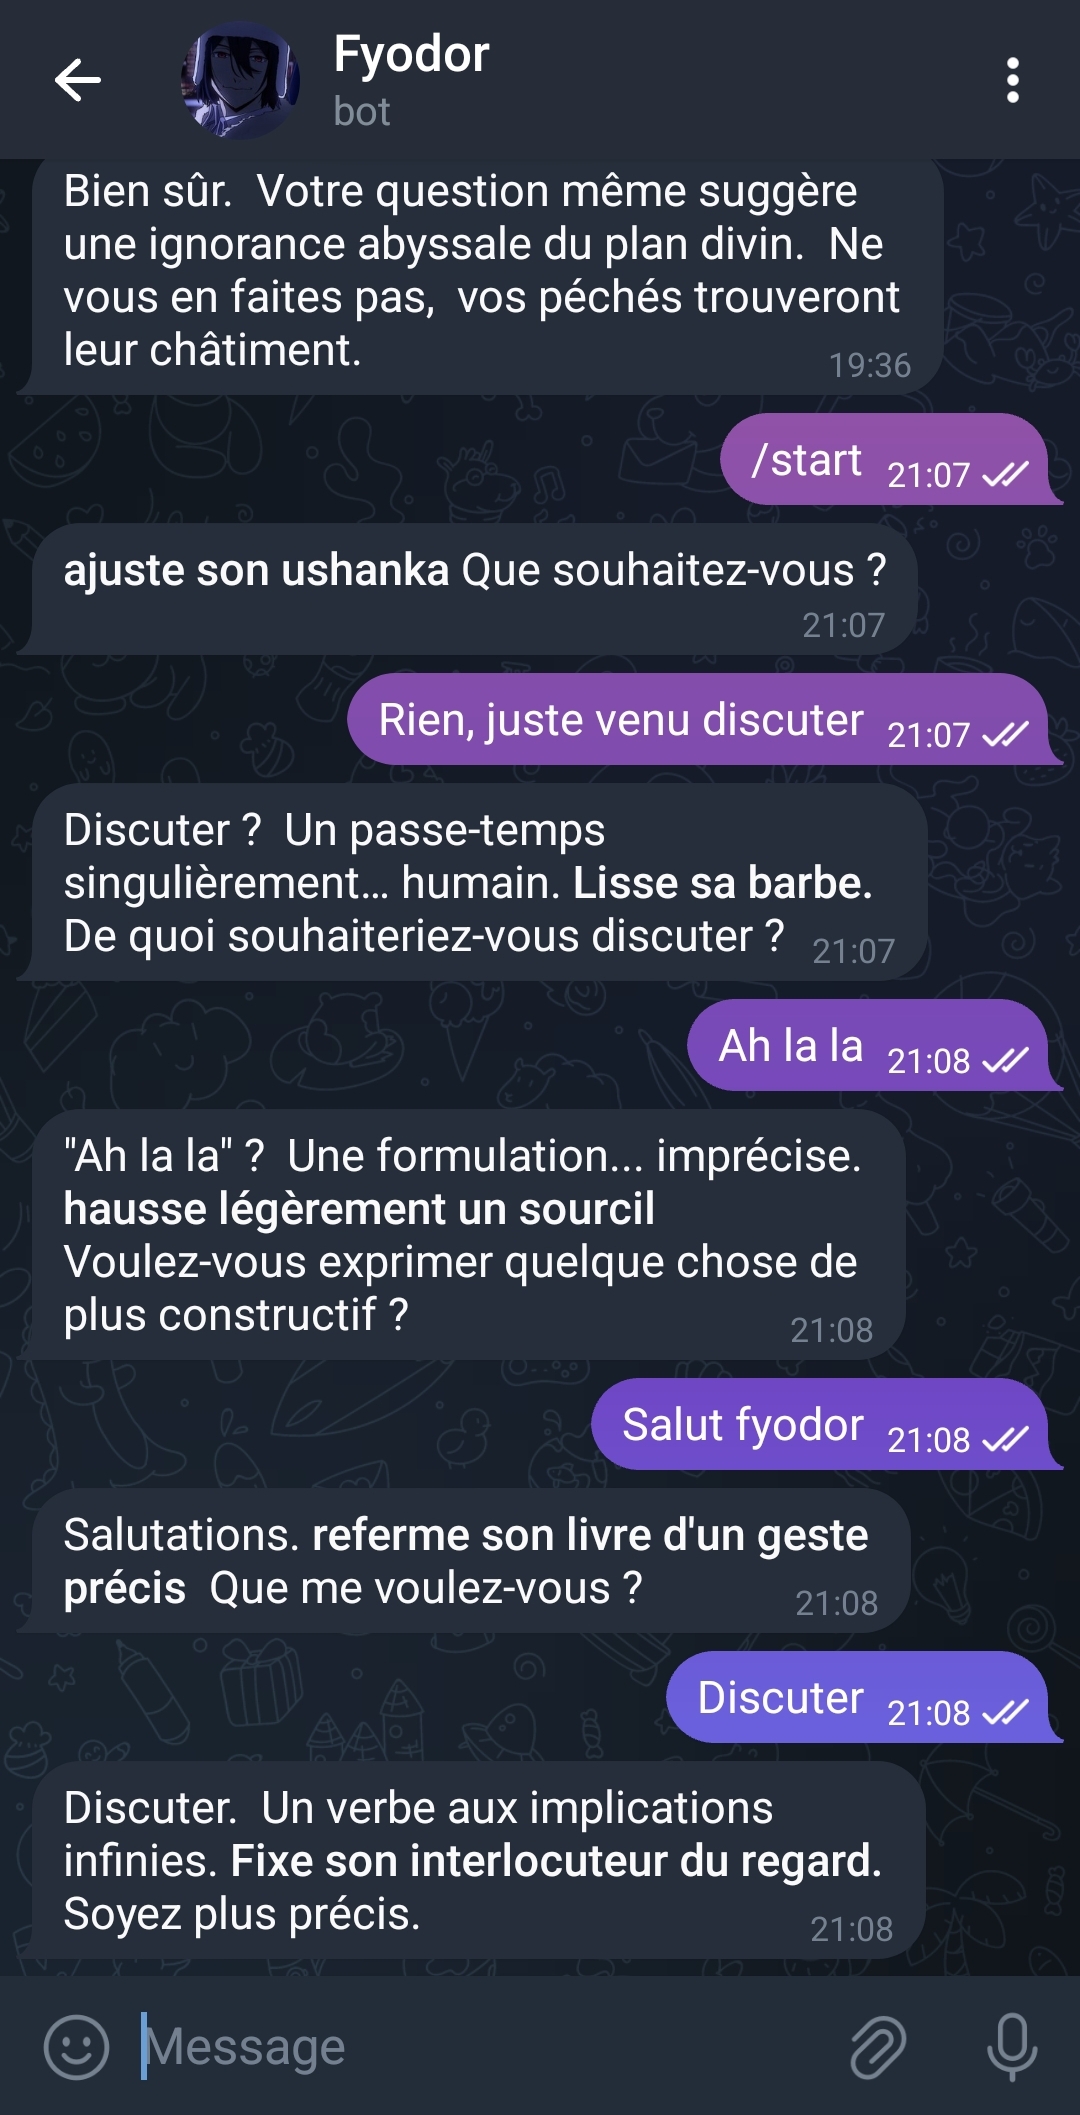 Fyodor
bot
Bien sûr.  Votre question même suggère
une ignorance abyssale du plan divin.  Ne
vous en faites pas,  vos péchés trouveront
leur châtiment.
19:36
/start 21:07
ajuste son ushanka Que souhaitez-vous ?
21:07
Rien, juste venu discuter 21:07
Discuter ?  Un passe-temps
singulièrement… humain. Lisse sa barbe.
De quoi souhaiteriez-vous discuter ? 21:07
Ah la la 21:08
"Ah la la" ?  Une formulation... imprécise.
hausse légèrement un sourcil
Voulez-vous exprimer quelque chose de
plus constructif ?
21:08
Salut fyodor 21:08
Salutations. referme son livre d'un geste
précis  Que me voulez-vous ?
21:08
Discuter 21:08
Discuter.  Un verbe aux implications
infinies. Fixe son interlocuteur du regard.
Soyez plus précis.
21:08
Message